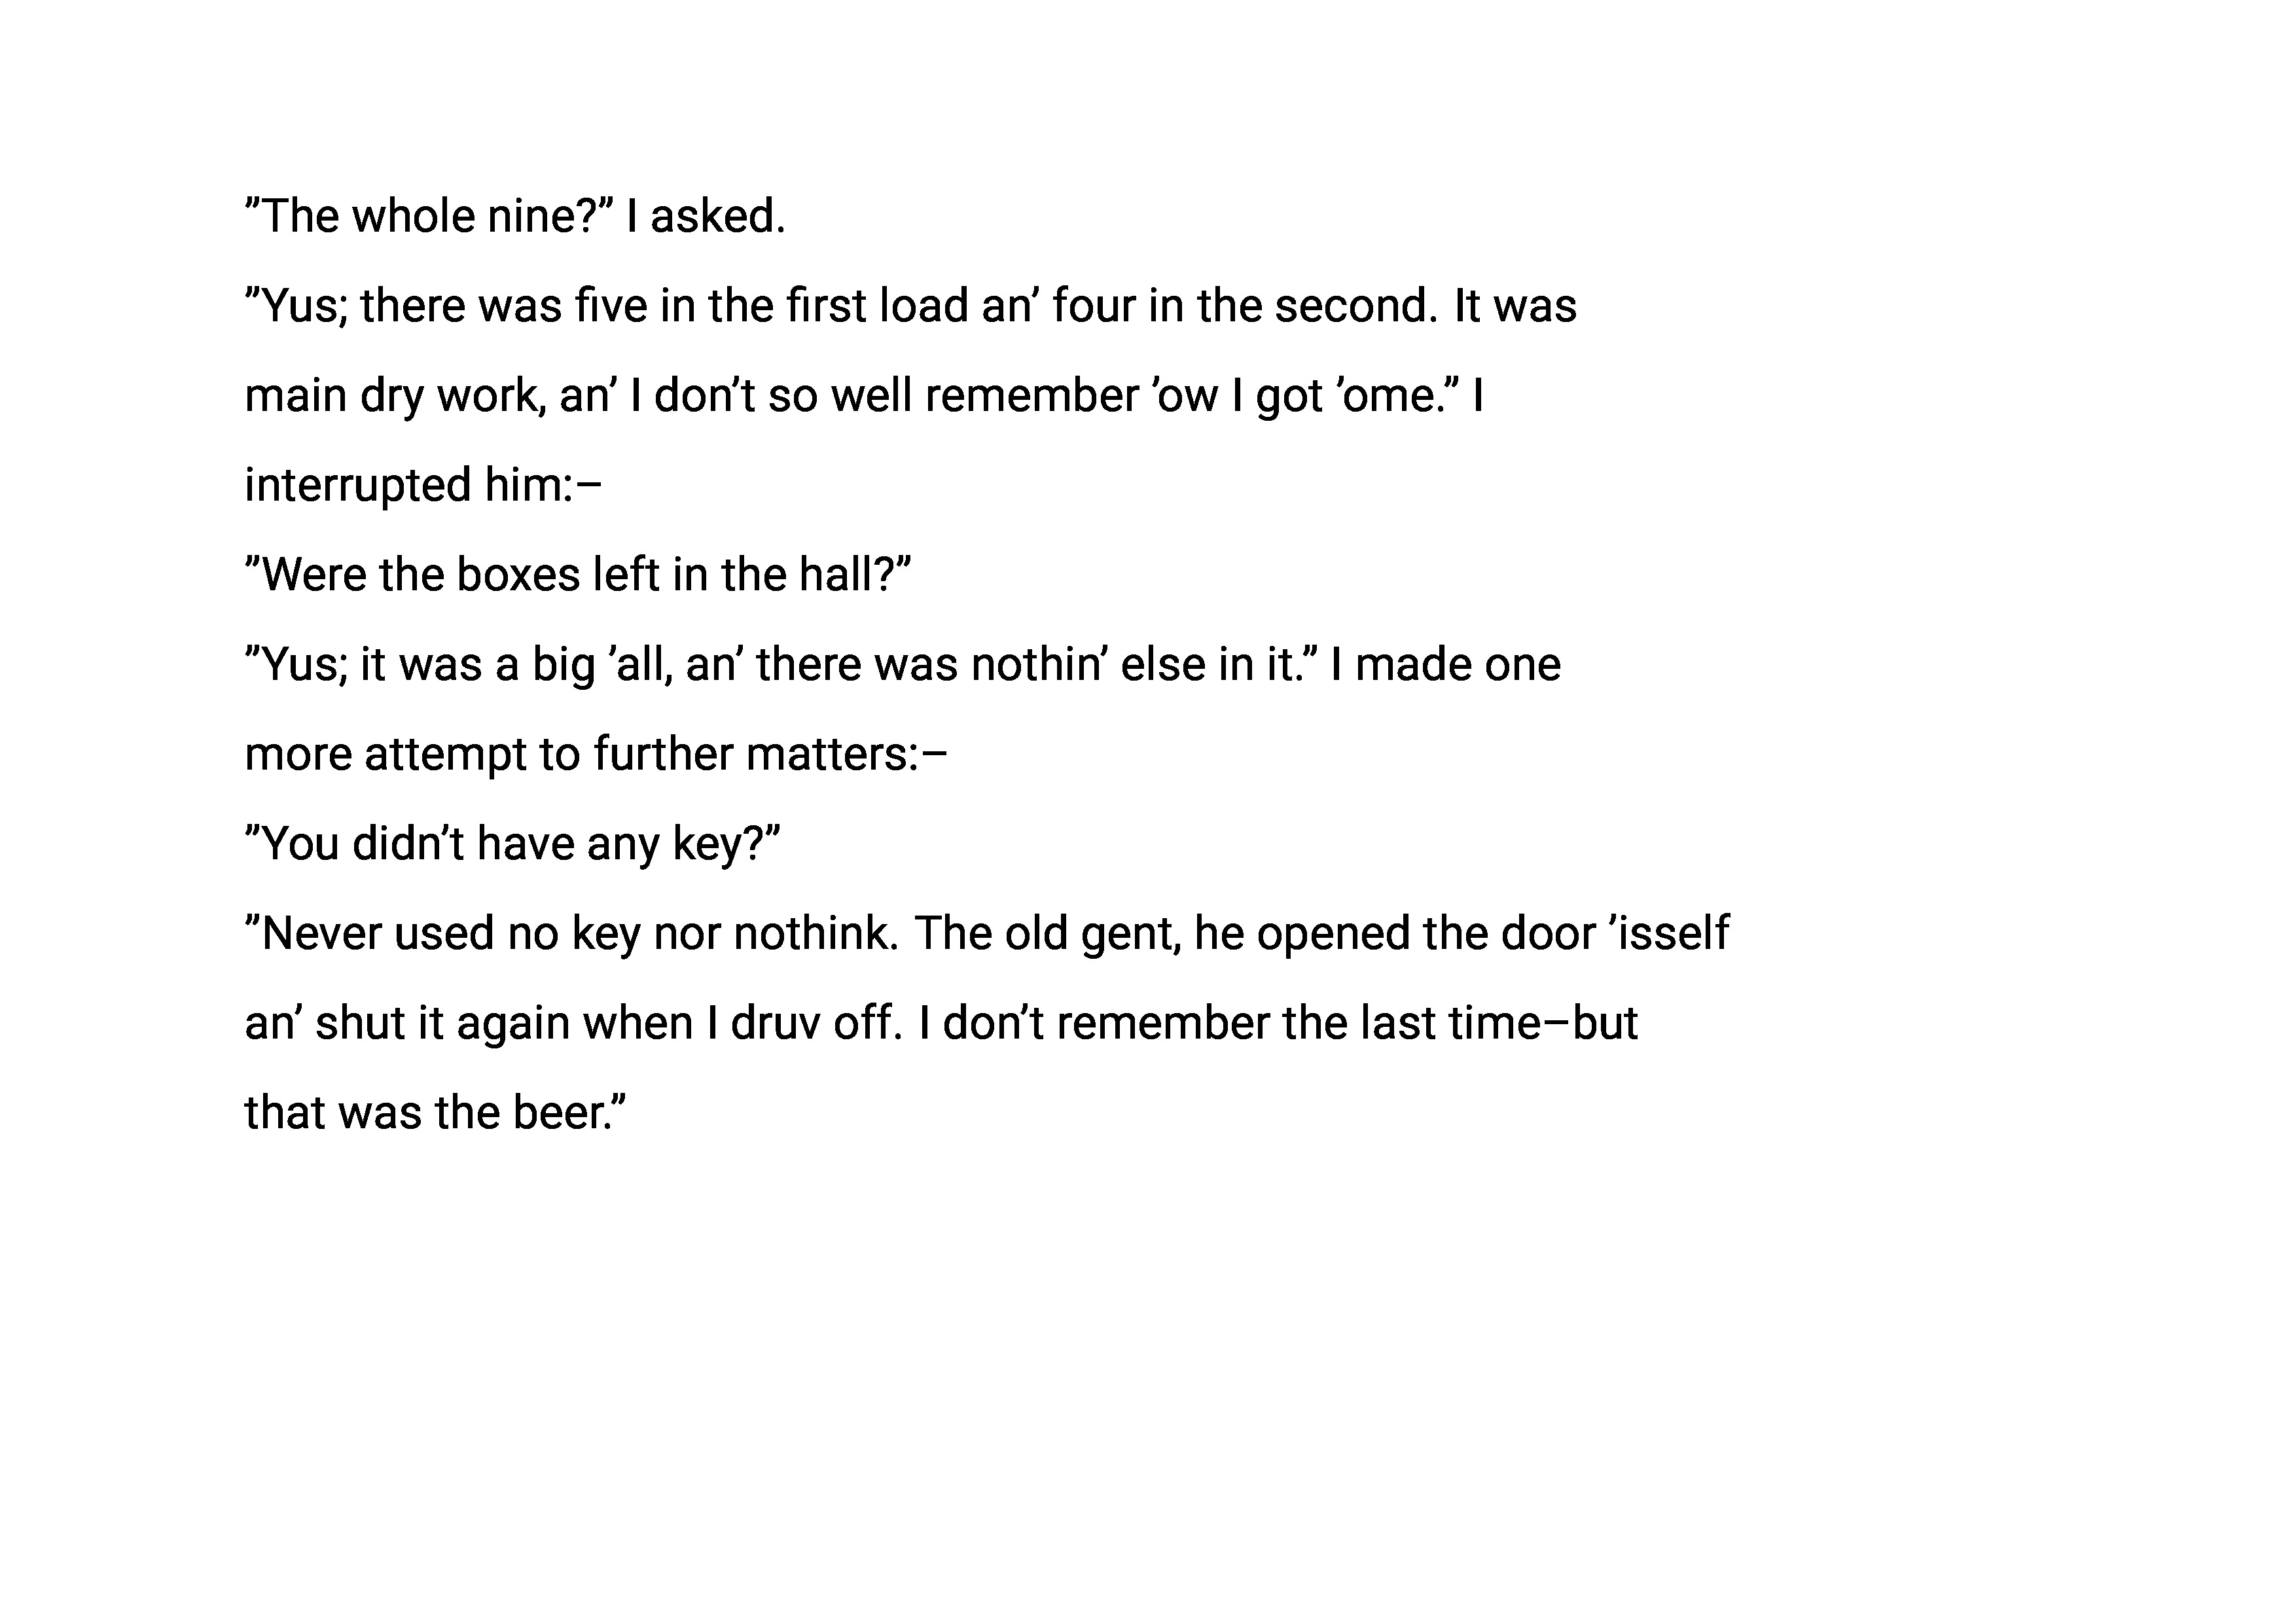 ”The whole nine?” I asked.
”Yus; there was five in the first load an’ four in the second. It was
main dry work, an’ I don’t so well remember ’ow I got ’ome.” I
interrupted him:–
”Were the boxes left in the hall?”
”Yus; it was a big ’all, an’ there was nothin’ else in it.” I made one
more attempt to further matters:–
”You didn’t have any key?”
”Never used no key nor nothink. The old gent, he opened the door ’isself
an’ shut it again when I druv off. I don’t remember the last time–but
that was the beer.”